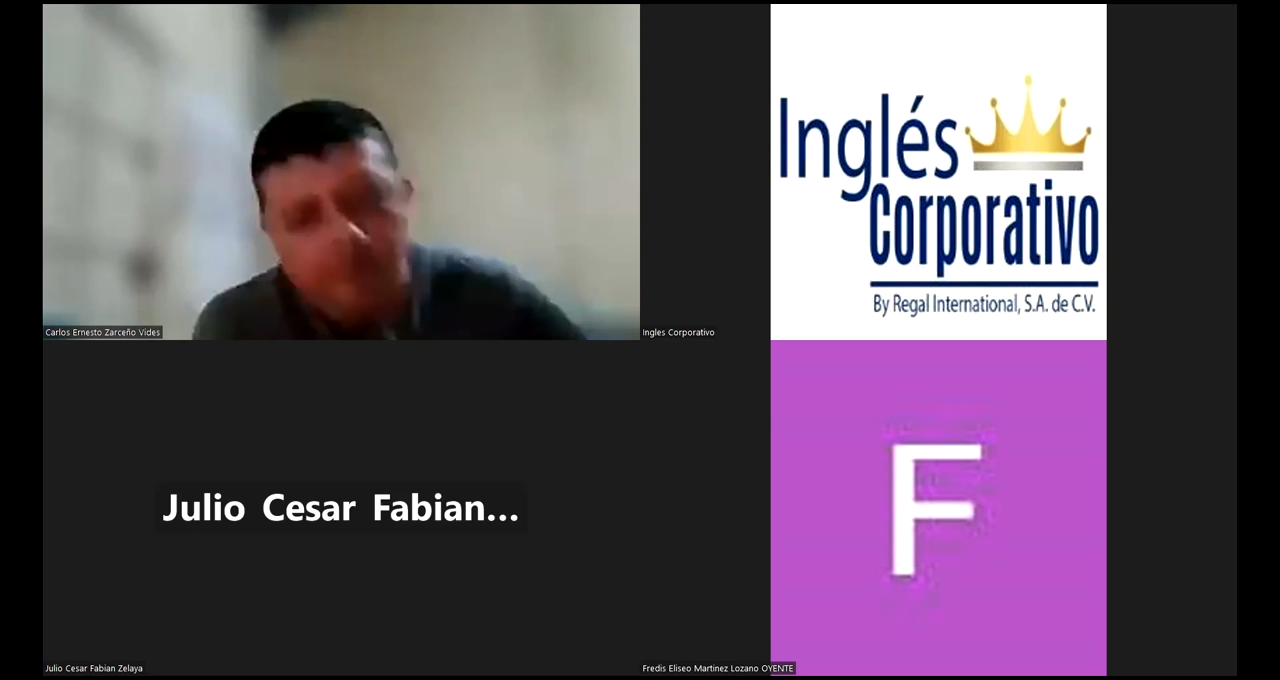 Carlos Ernesto Zarceño Vides
Inglés
Corporativo
By Regal International, S.A. de C.V.
Ingles Corporativo
Julio Cesar Fabian...
Julio Cesar Fabian Zelaya
F
Fredis Eliseo Martinez Lozano OYENTE